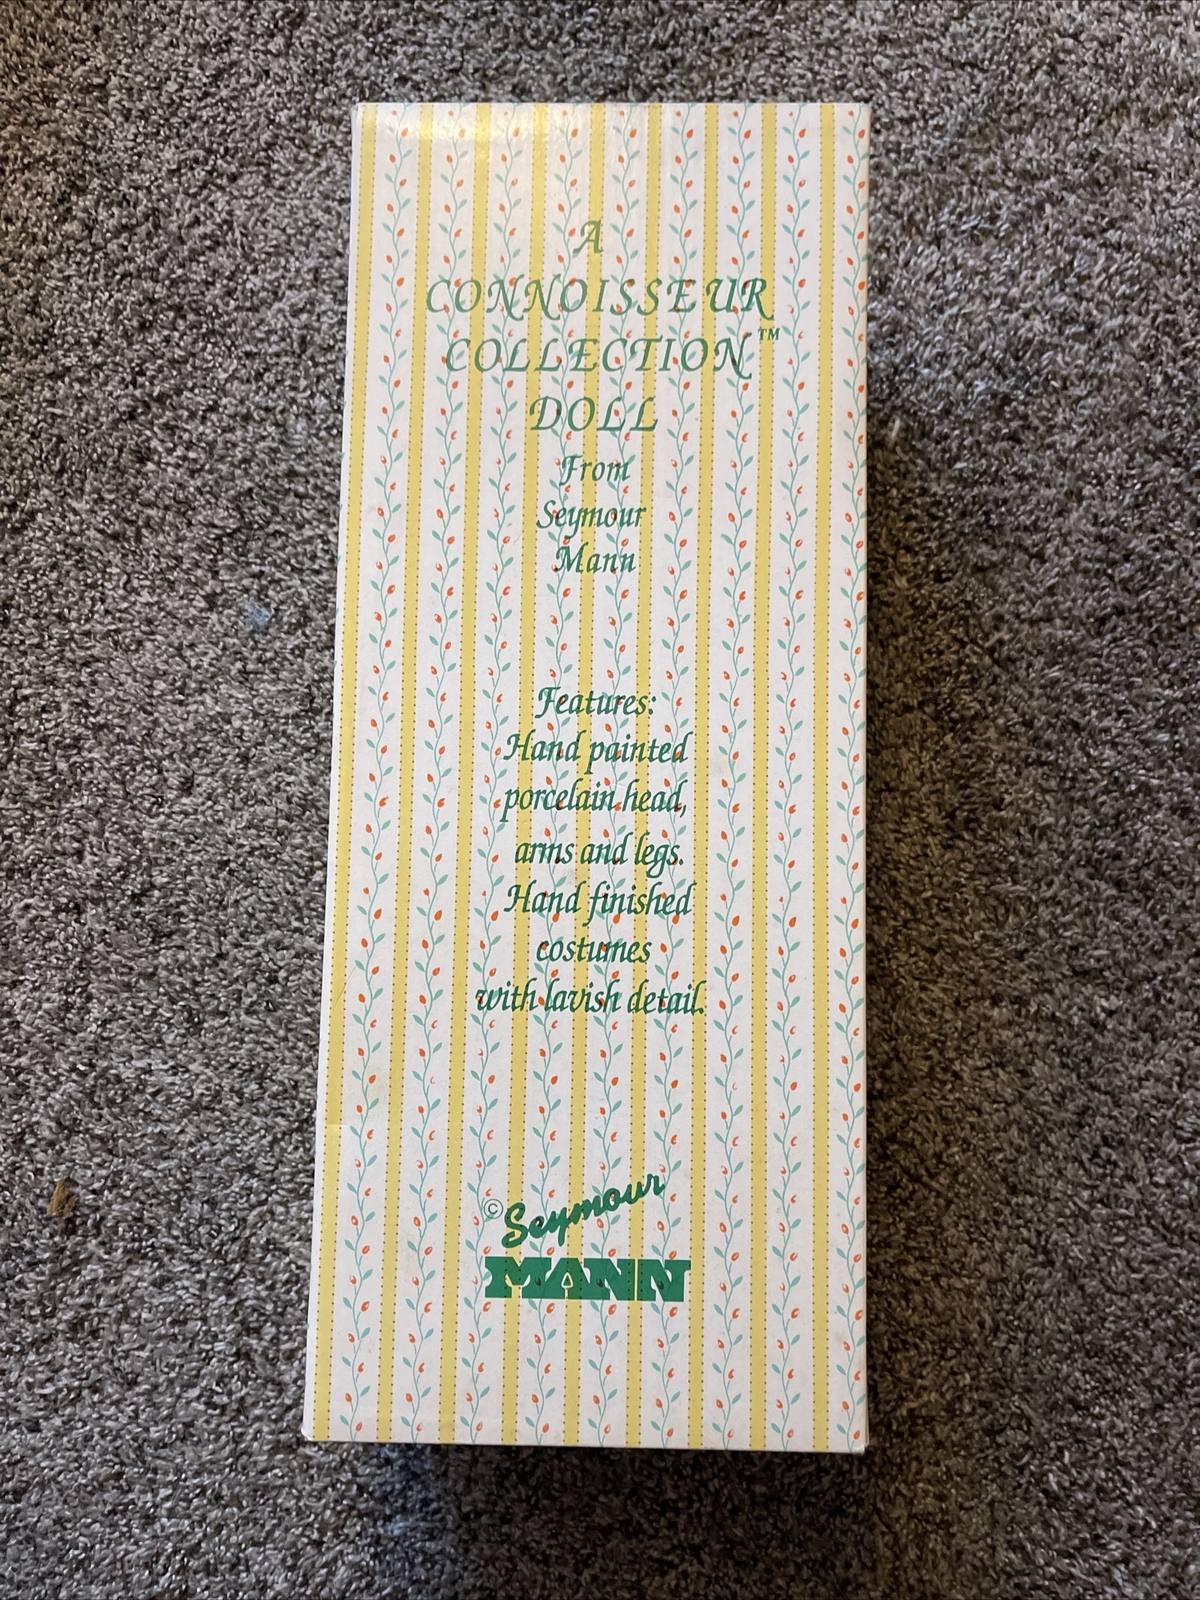 A
CONNOISSEUR
COLLECTION™
DOLL
From
Seymour
Mann
Features:
Hand painted
porcelain head,
arms and legs.
Hand finished
costumes
with lavish detail.
© Seymour
MANN